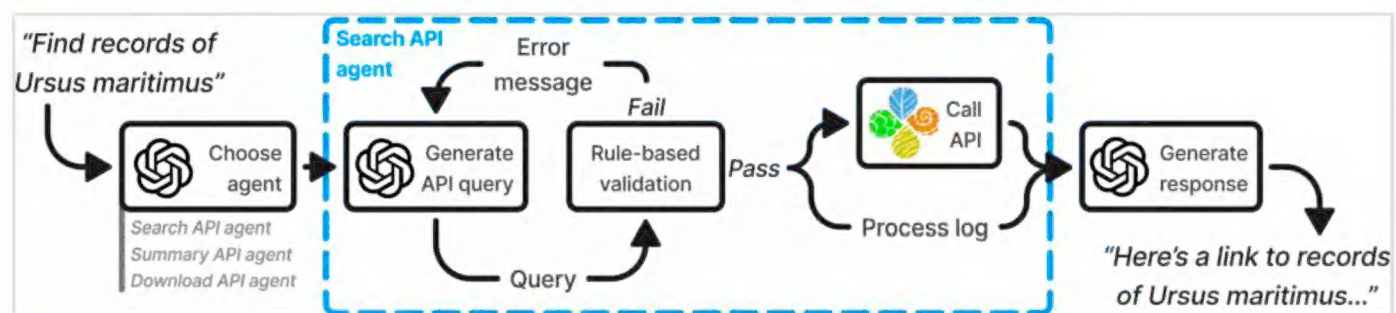 "Find records of
Ursus maritimus"
Choose
agent
Search API agent
Summary API agent
Download API agent
Search API
agent
Error
message
Fail
Generate
API query
Rule-based
validation
Query
Pass
Call
API
Process log
Generate
response
"Here's a link to records
of Ursus maritimus..."